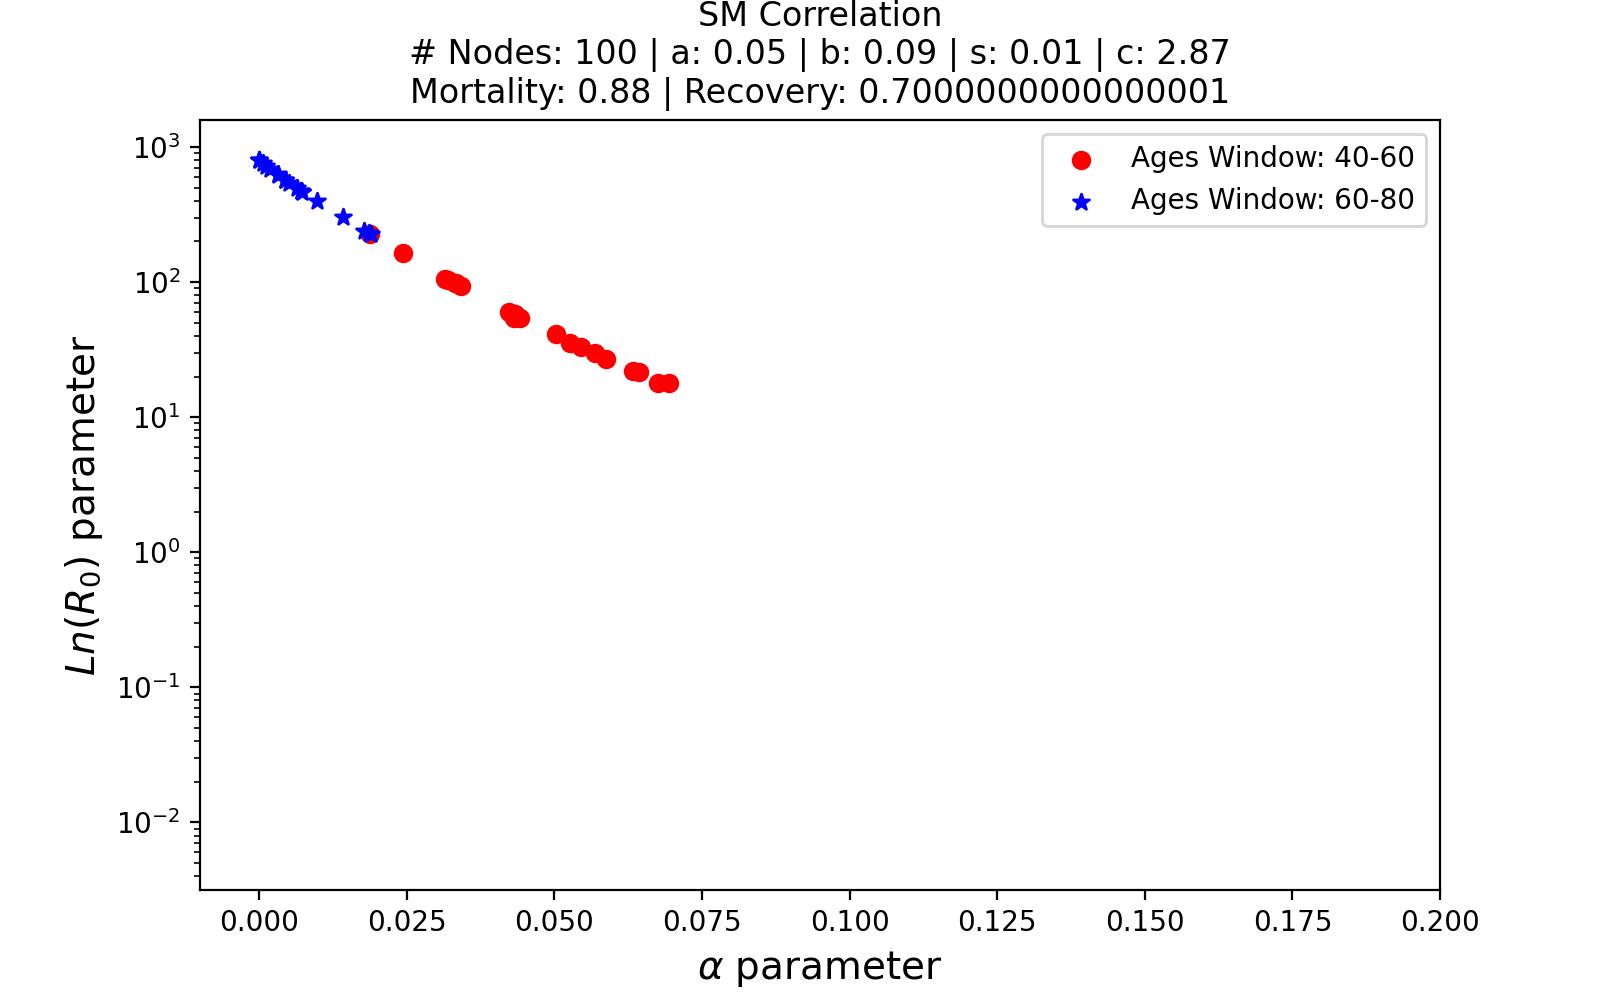 SM Correlation
# Nodes: 100 | a: 0.05 | b: 0.09 | s: 0.01 | c: 2.87
Mortality: 0.88 | Recovery: 0.7000000000000001
Ages Window: 40-60
Ages Window: 60-80
Ln(R₀) parameter
10³
10²
10¹
10⁰
10⁻¹
10⁻²
0.000 0.025 0.050 0.075 0.100 0.125 0.150 0.175 0.200
α parameter